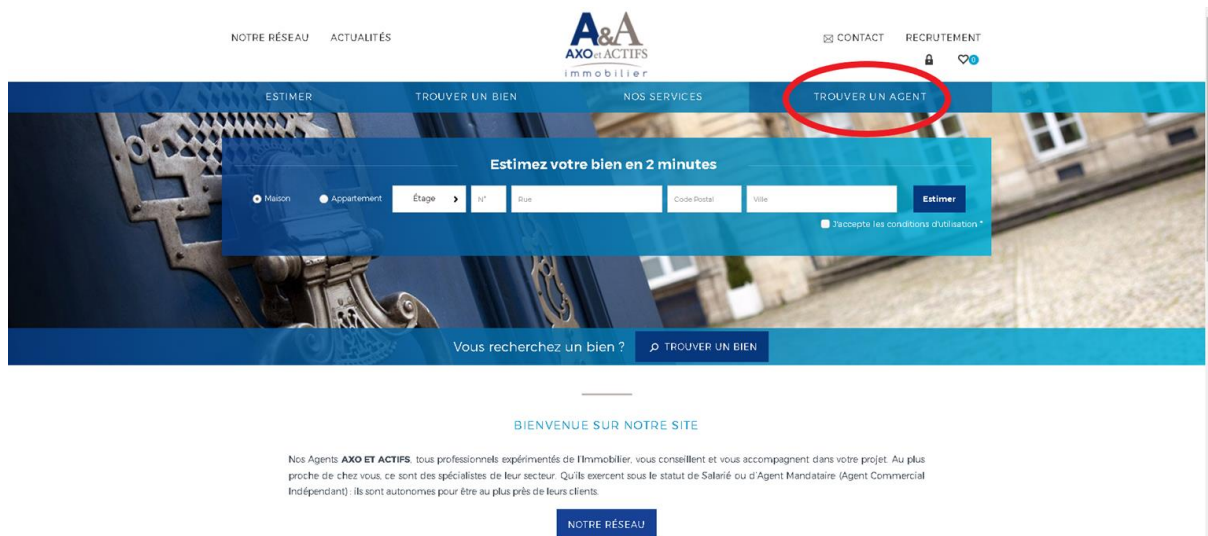 NOTRE RÉSEAU ACTUALITÉS
A&A
AXO et ACTIFS
immobilier
CONTACT RECRUTEMENT
0
ESTIMER TROUVER UN BIEN NOS SERVICES TROUVER UN AGENT
Estimez votre bien en 2 minutes
Maison Appartement Étage N° Rue Code Postal Ville Estimer
J'accepte les conditions d'utilisation *
Vous recherchez un bien ? TROUVER UN BIEN
BIENVENUE SUR NOTRE SITE
Nos Agents AXO ET ACTIFS, tous professionnels expérimentés de l'Immobilier, vous conseillent et vous accompagnent dans votre projet. Au plus
proche de chez vous, ce sont des spécialistes de leur secteur. Qu'ils exercent sous le statut de Salarié ou d'Agent Mandataire (Agent Commercial
Indépendant) : ils sont autonomes pour être au plus près de leurs clients.
NOTRE RÉSEAU